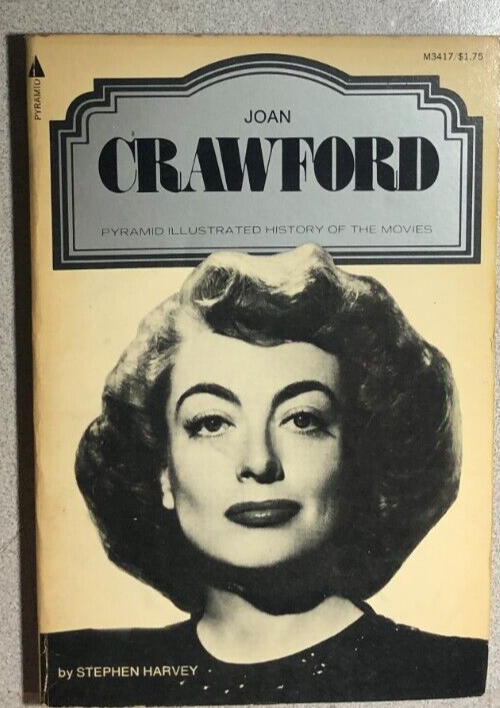 PYRAMID
M3417/$1.75
JOAN
CRAWFORD
PYRAMID ILLUSTRATED HISTORY OF THE MOVIES
by STEPHEN HARVEY